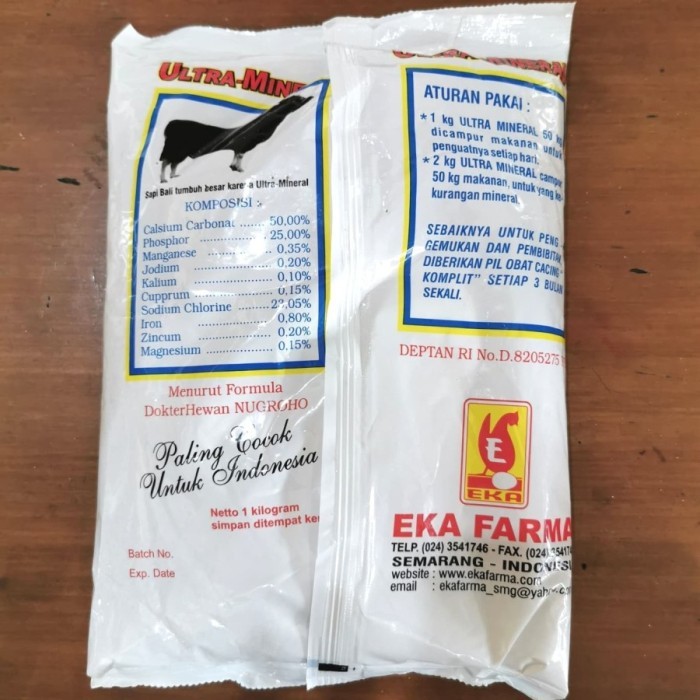 ULTRA-MINE
Sapi Bali tumbuh besar karena Ultra-Mineral
KOMPOSISI :-
Calsium Carbonat ...... 50,00%
Phosphor ................ 25.00%
Manganese ............ 0.35%
Jodium .................. 0.20%
Kalium ................... 0,10%
Cupprum ................ 0,15%
Sodium Chlorine ..... 23,05%
Iron ....................... 0,80%
Zincum .................. 0.20%
Magnesium ............ 0.15%
Menurut Formula
DokterHewan NUGROHO
Paling Cocok
Untuk Indonesia
Netto 1 kilogram
simpan ditempat ker
Batch No.
Exp. Date
ATURAN PAKAI :
* 1 kg ULTRA MINERAL 50 kg
dicampur makanan untuk
penguatnya setiap hari.
* 2 kg ULTRA MINERAL campur
50 kg makanan, untuk yang ke-
kurangan mineral
SEBAIKNYA UNTUK PENG -
GEMUKAN DAN PEMBIBITAN
DIBERIKAN PIL OBAT CACING -
KOMPLIT" SETIAP 3 BULAN
SEKALI.
DEPTAN RI No.D.8205275
E
EKA
EKA FARMA
TELP. (024) 3541746 - FAX. (024) 35417
SEMARANG - INDONESIA
website : www.ekafarma.com
email : ekafarma_smg@yahoo.co